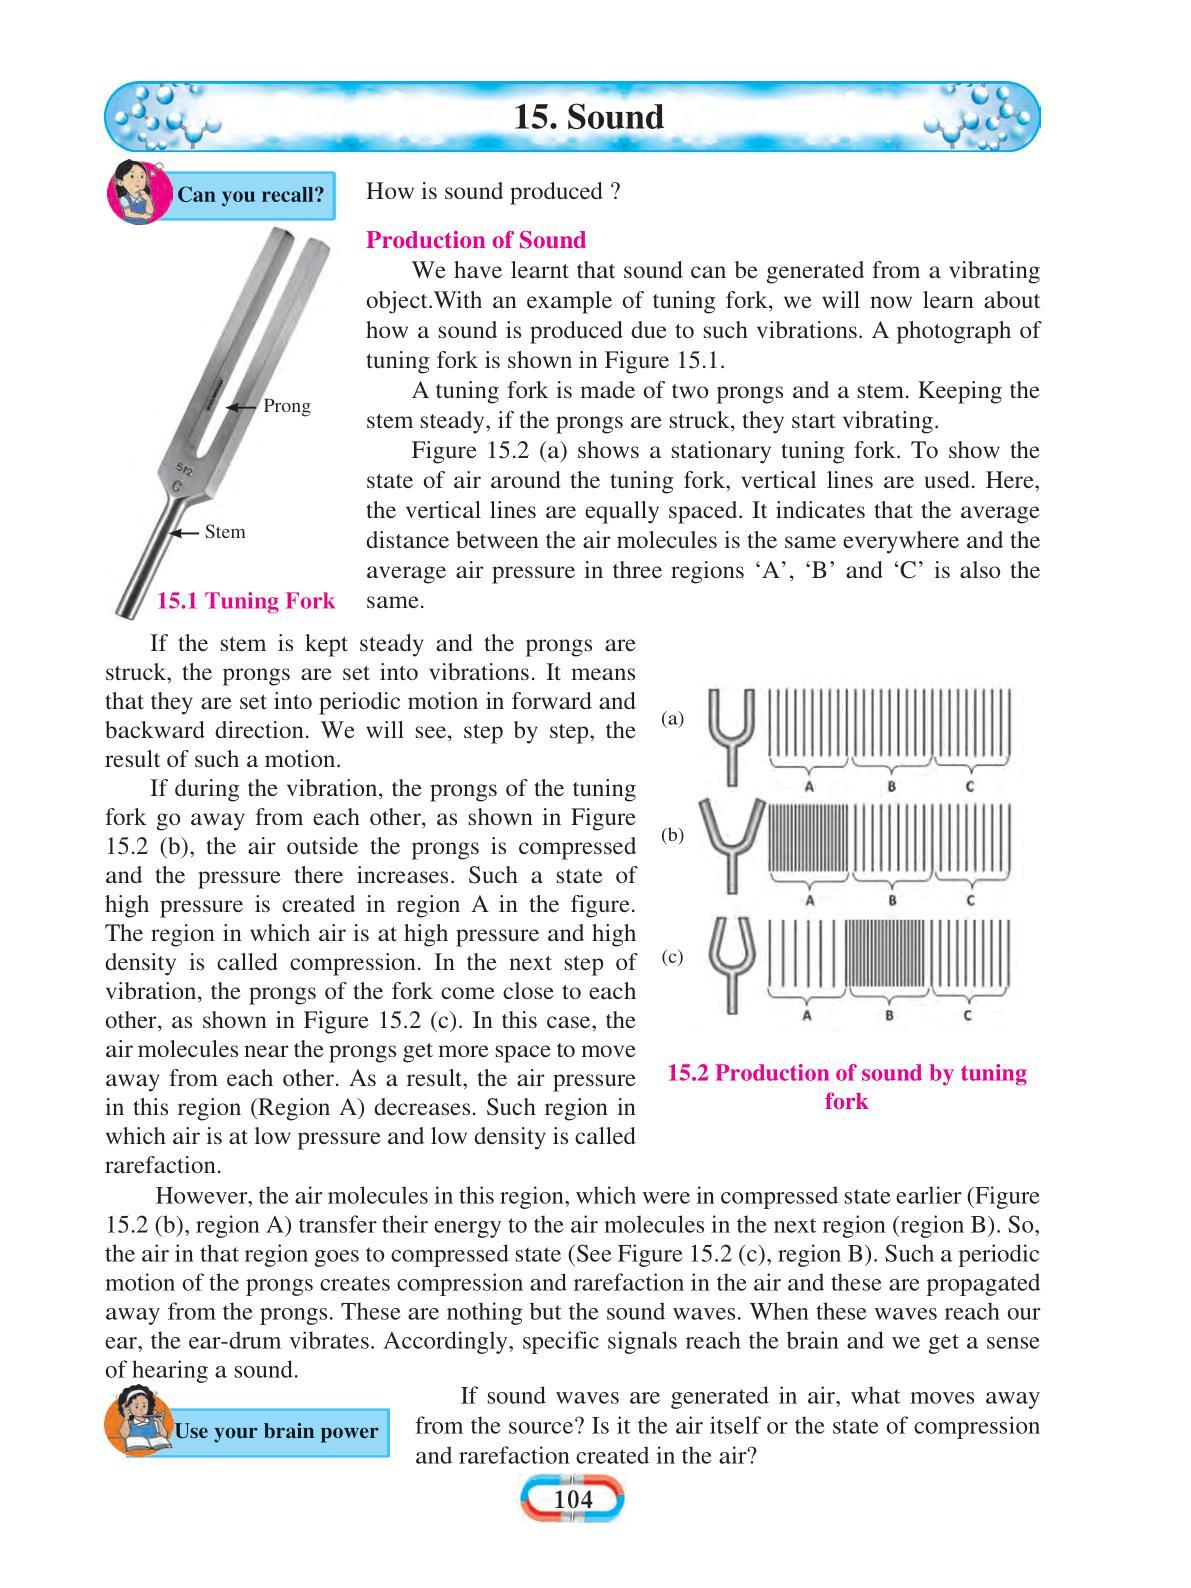 15. Sound
Can you recall?
How is sound produced ?
Production of Sound
We have learnt that sound can be generated from a vibrating
object.With an example of tuning fork, we will now learn about
how a sound is produced due to such vibrations. A photograph of
tuning fork is shown in Figure 15.1.
A tuning fork is made of two prongs and a stem. Keeping the
stem steady, if the prongs are struck, they start vibrating.
Figure 15.2 (a) shows a stationary tuning fork. To show the
state of air around the tuning fork, vertical lines are used. Here,
the vertical lines are equally spaced. It indicates that the average
distance between the air molecules is the same everywhere and the
average air pressure in three regions ‘A’, ‘B’ and ‘C’ is also the
same.
Prong
512
C
Stem
15.1 Tuning Fork
If the stem is kept steady and the prongs are
struck, the prongs are set into vibrations. It means
that they are set into periodic motion in forward and
backward direction. We will see, step by step, the
result of such a motion.
If during the vibration, the prongs of the tuning
fork go away from each other, as shown in Figure
15.2 (b), the air outside the prongs is compressed
and the pressure there increases. Such a state of
high pressure is created in region A in the figure.
The region in which air is at high pressure and high
density is called compression. In the next step of
vibration, the prongs of the fork come close to each
other, as shown in Figure 15.2 (c). In this case, the
air molecules near the prongs get more space to move
away from each other. As a result, the air pressure
in this region (Region A) decreases. Such region in
which air is at low pressure and low density is called
rarefaction.
(a)
A B C
(b)
A B C
(c)
A B C
15.2 Production of sound by tuning
fork
However, the air molecules in this region, which were in compressed state earlier (Figure
15.2 (b), region A) transfer their energy to the air molecules in the next region (region B). So,
the air in that region goes to compressed state (See Figure 15.2 (c), region B). Such a periodic
motion of the prongs creates compression and rarefaction in the air and these are propagated
away from the prongs. These are nothing but the sound waves. When these waves reach our
ear, the ear-drum vibrates. Accordingly, specific signals reach the brain and we get a sense
of hearing a sound.
Use your brain power
If sound waves are generated in air, what moves away
from the source? Is it the air itself or the state of compression
and rarefaction created in the air?
104